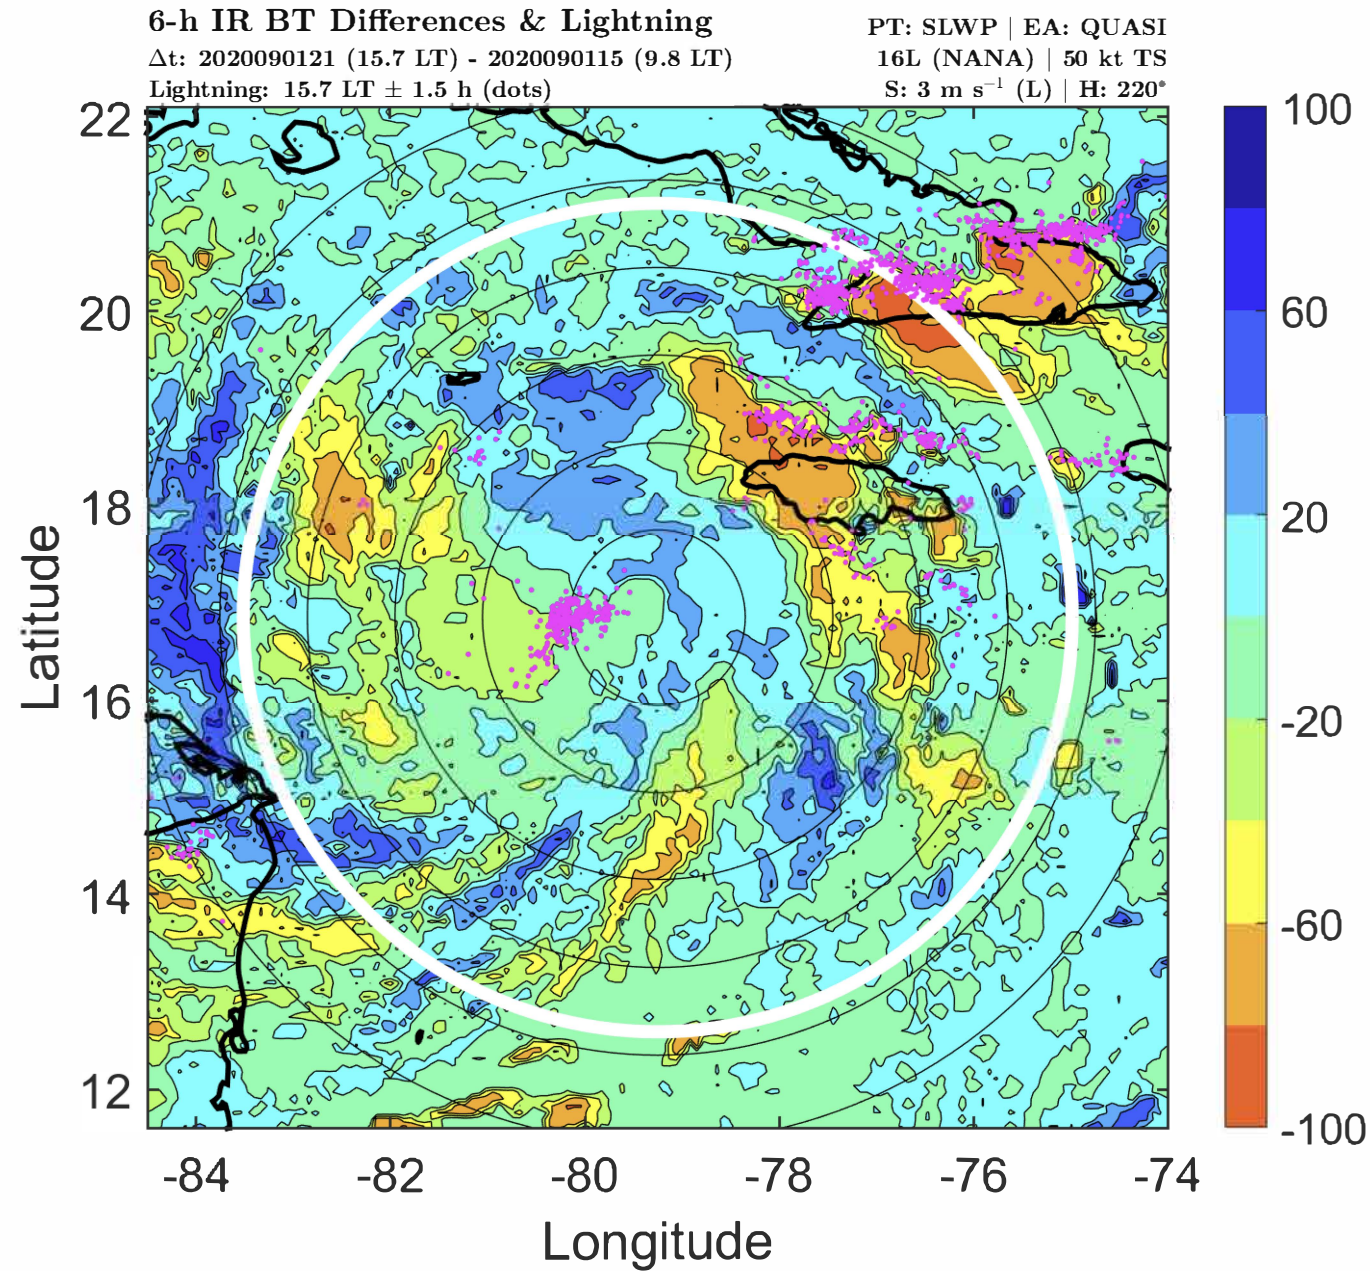 6-h IR BT Differences & Lightning
Δt: 2020090121 (15.7 LT) - 2020090115 (9.8 LT)
Lightning: 15.7 LT ± 1.5 h (dots)
PT: SLWP | EA: QUASI
16L (NANA) | 50 kt TS
S: 3 m s⁻¹ (L) | H: 220°
22
20
18
16
14
12
Latitude
-84
-82
-80
-78
-76
-74
Longitude
100
60
20
-20
-60
-100